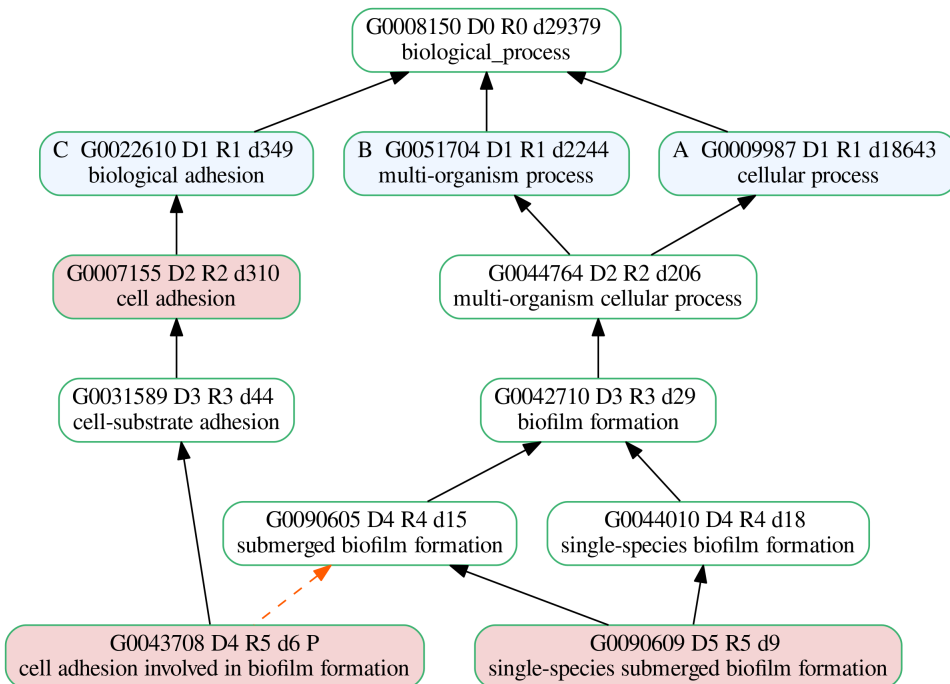 G0008150 D0 R0 d29379
biological_process
C G0022610 D1 R1 d349
biological adhesion
B G0051704 D1 R1 d2244
multi-organism process
A G0009987 D1 R1 d18643
cellular process
G0007155 D2 R2 d310
cell adhesion
G0044764 D2 R2 d206
multi-organism cellular process
G0031589 D3 R3 d44
cell-substrate adhesion
G0042710 D3 R3 d29
biofilm formation
G0090605 D4 R4 d15
submerged biofilm formation
G0044010 D4 R4 d18
single-species biofilm formation
G0043708 D4 R5 d6 P
cell adhesion involved in biofilm formation
G0090609 D5 R5 d9
single-species submerged biofilm formation